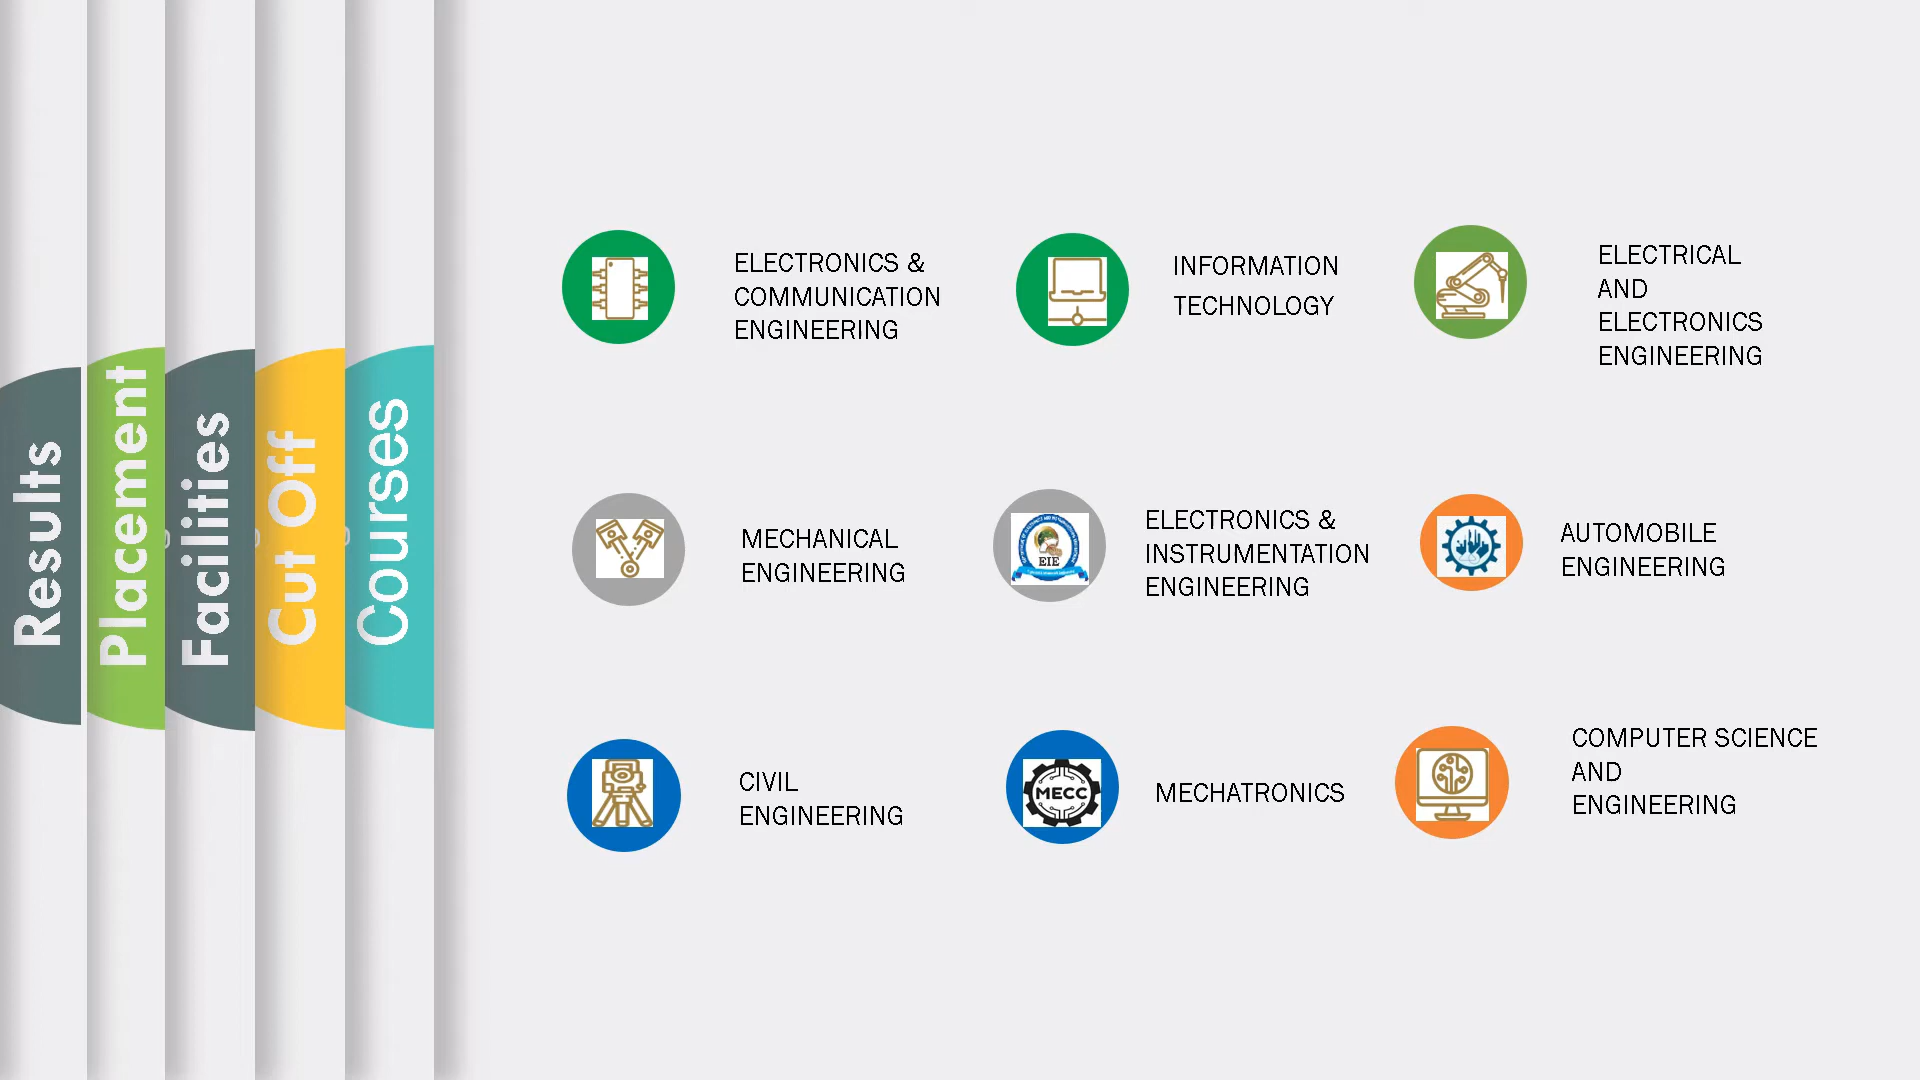 Results
Placement
Facilities
Cut Off
Courses
ELECTRONICS &
COMMUNICATION
ENGINEERING
INFORMATION
TECHNOLOGY
ELECTRICAL
AND
ELECTRONICS
ENGINEERING
MECHANICAL
ENGINEERING
EIE
ELECTRONICS &
INSTRUMENTATION
ENGINEERING
AUTOMOBILE
ENGINEERING
CIVIL
ENGINEERING
MECC
MECHATRONICS
COMPUTER SCIENCE
AND
ENGINEERING